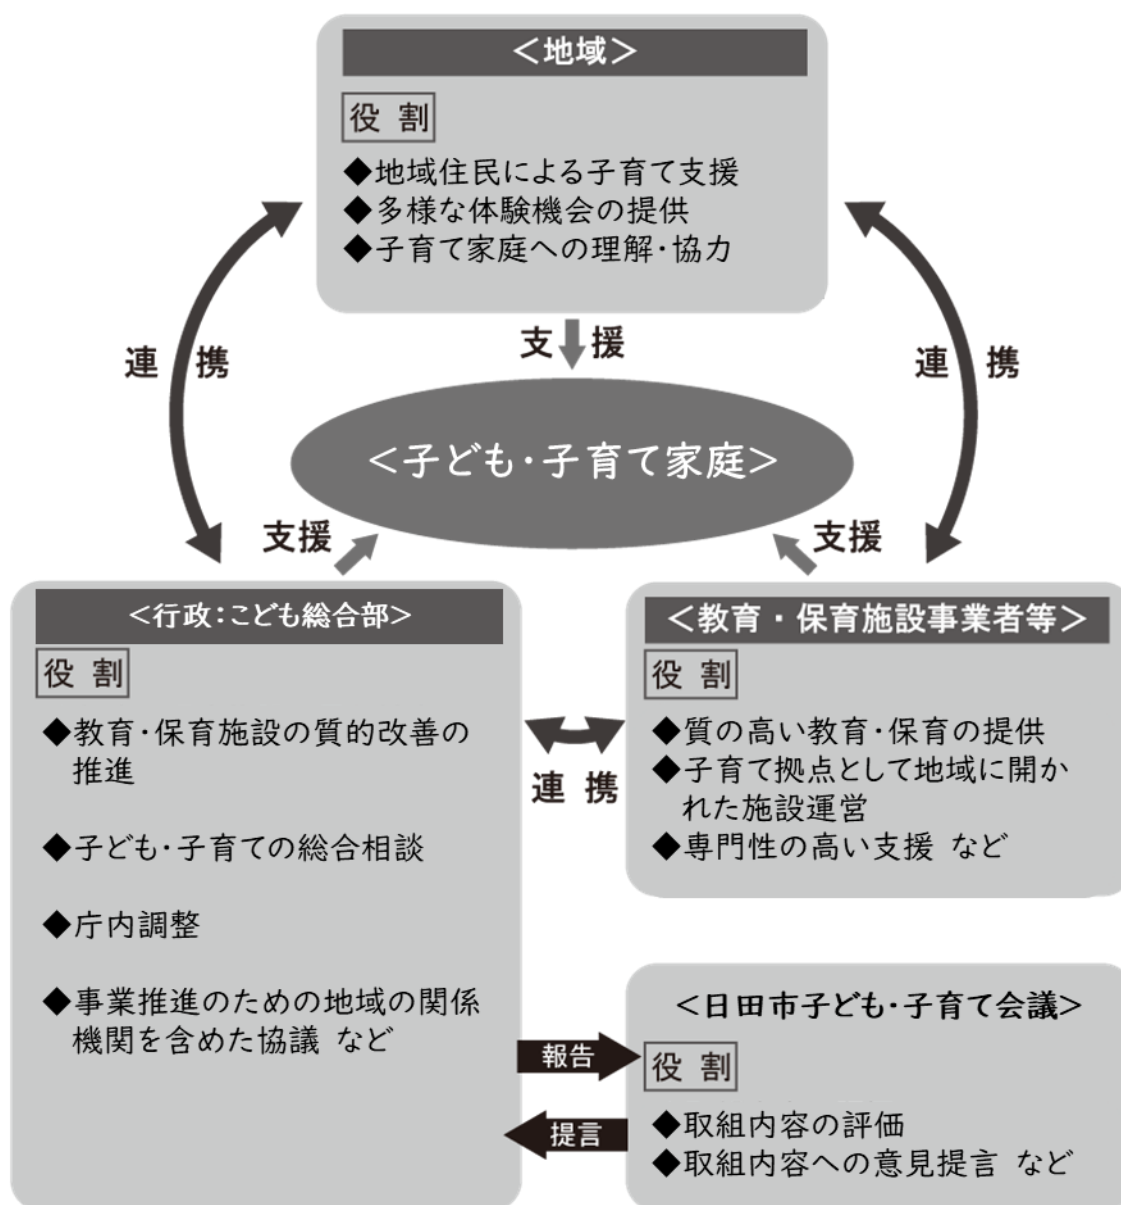 ＜地域＞
役 割
◆地域住民による子育て支援
◆多様な体験機会の提供
◆子育て家庭への理解・協力
連 携
支 援
連 携
＜子ども・子育て家庭＞
支援
支援
＜行政：こども総合部＞
役 割
◆教育・保育施設の質的改善の
推進
◆子ども・子育ての総合相談
◆庁内調整
◆事業推進のための地域の関係
機関を含めた協議 など
連 携
＜教育・保育施設事業者等＞
役 割
◆質の高い教育・保育の提供
◆子育て拠点として地域に開か
れた施設運営
◆専門性の高い支援 など
報告
提言
＜日田市子ども・子育て会議＞
役 割
◆取組内容の評価
◆取組内容への意見提言 など